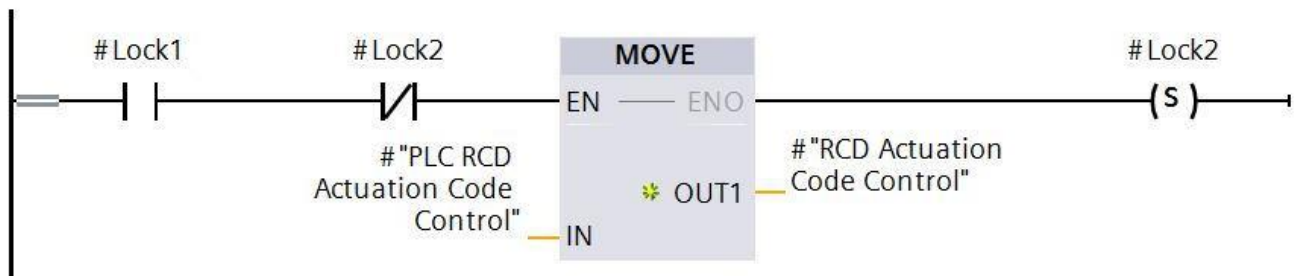 #Lock1
#Lock2
MOVE
#Lock2
EN
ENO
S
#"PLC RCD
Actuation Code
Control"
IN
OUT1
#"RCD Actuation
Code Control"